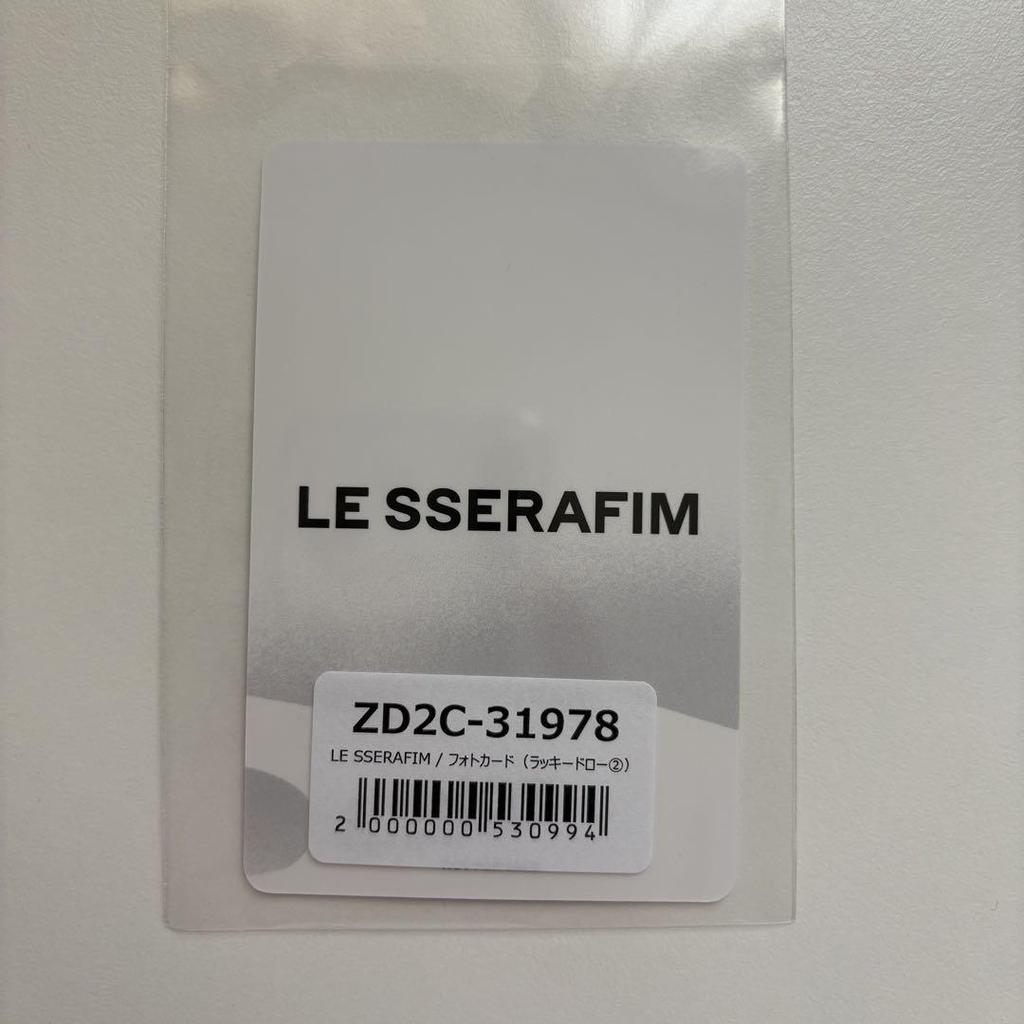 LE SSERAFIM
ZD2C-31978
LE SSERAFIM / フォトカード（ラッキードロー②）
2 000000 530994